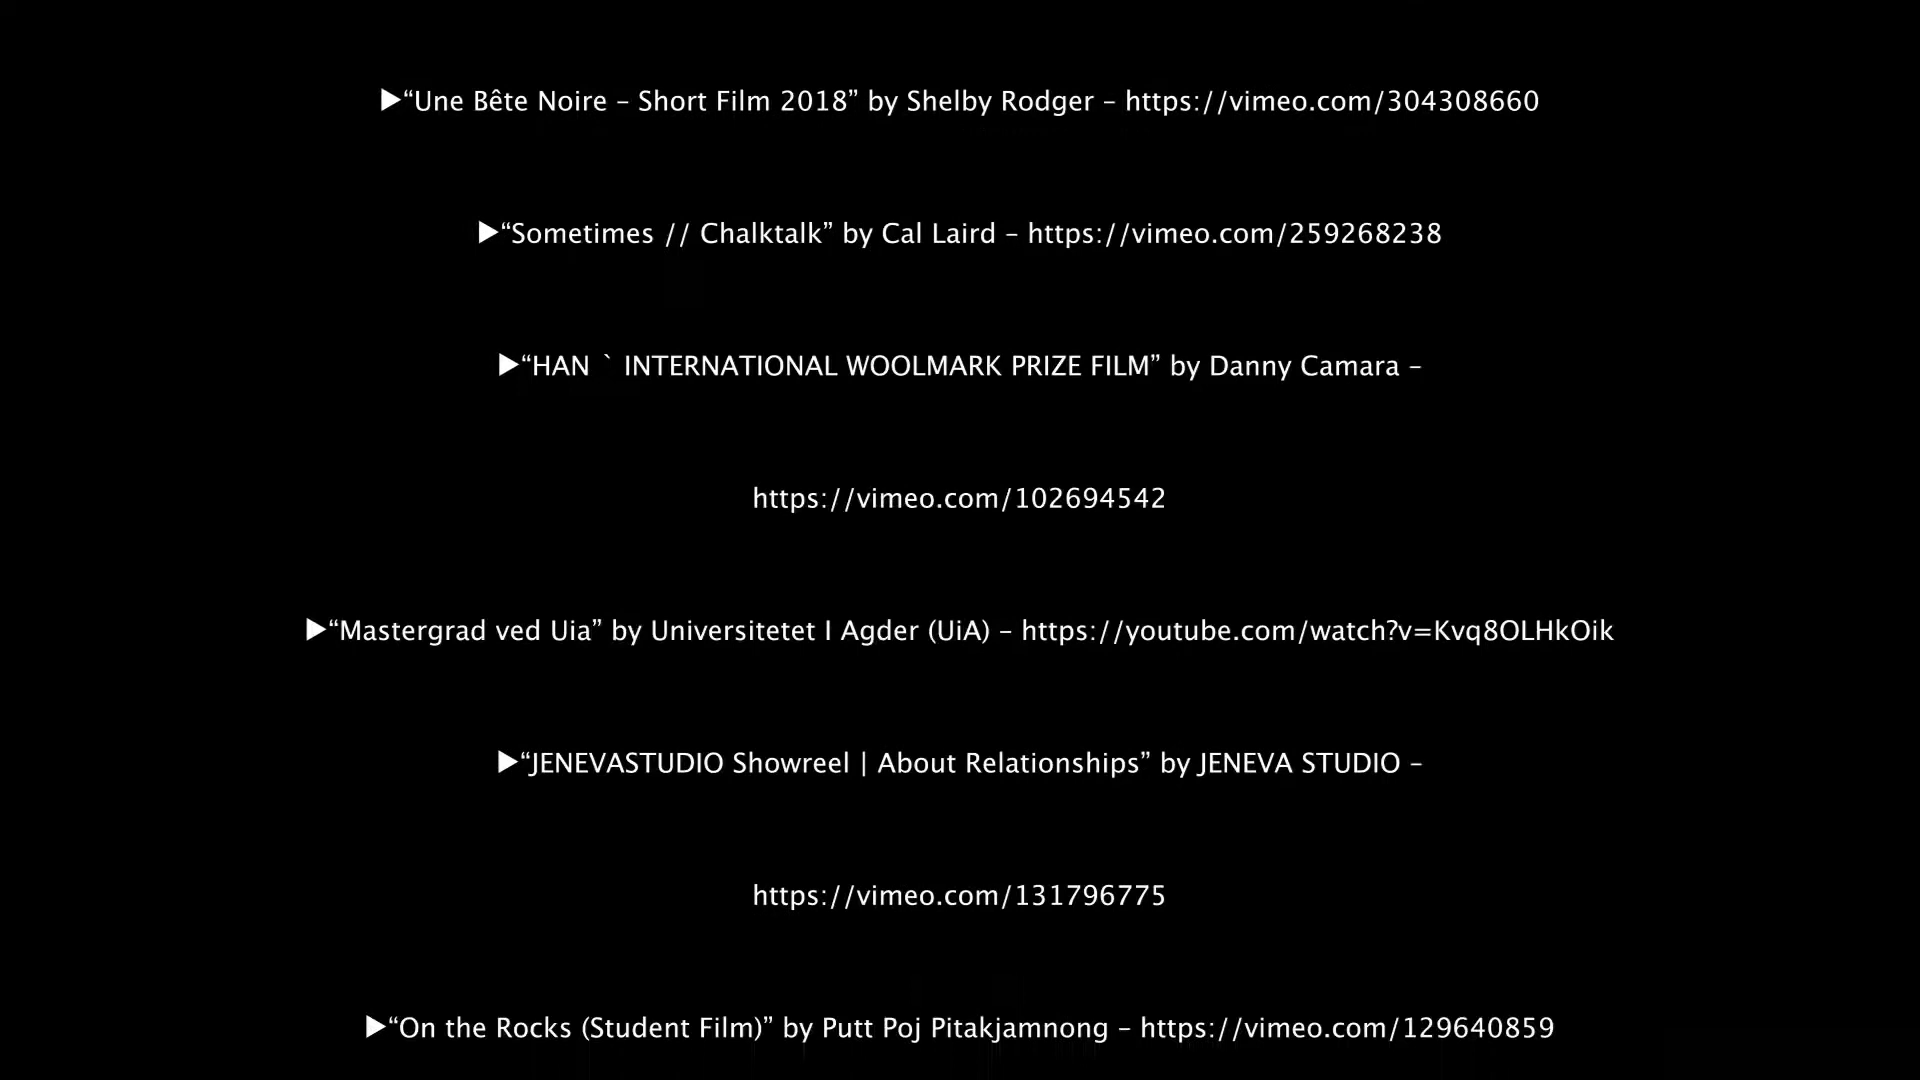 ▶“Une Bête Noire – Short Film 2018” by Shelby Rodger – https://vimeo.com/304308660
▶“Sometimes // Chalktalk” by Cal Laird – https://vimeo.com/259268238
▶“HAN ` INTERNATIONAL WOOLMARK PRIZE FILM” by Danny Camara –
https://vimeo.com/102694542
▶“Mastergrad ved Uia” by Universitetet I Agder (UiA) – https://youtube.com/watch?v=Kvq8OLHkOik
▶“JENEVASTUDIO Showreel | About Relationships” by JENEVA STUDIO –
https://vimeo.com/131796775
▶“On the Rocks (Student Film)” by Putt Poj Pitakjamnong – https://vimeo.com/129640859